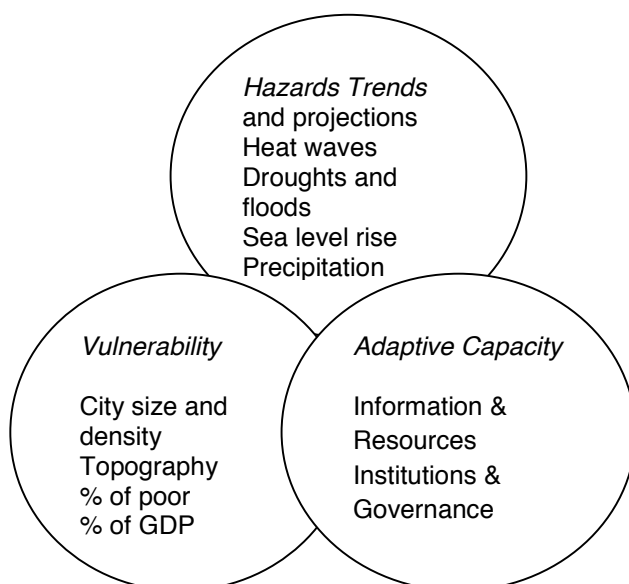 Hazards Trends
and projections
Heat waves
Droughts and
floods
Sea level rise
Precipitation
Vulnerability
City size and
density
Topography
% of poor
% of GDP
Adaptive Capacity
Information &
Resources
Institutions &
Governance